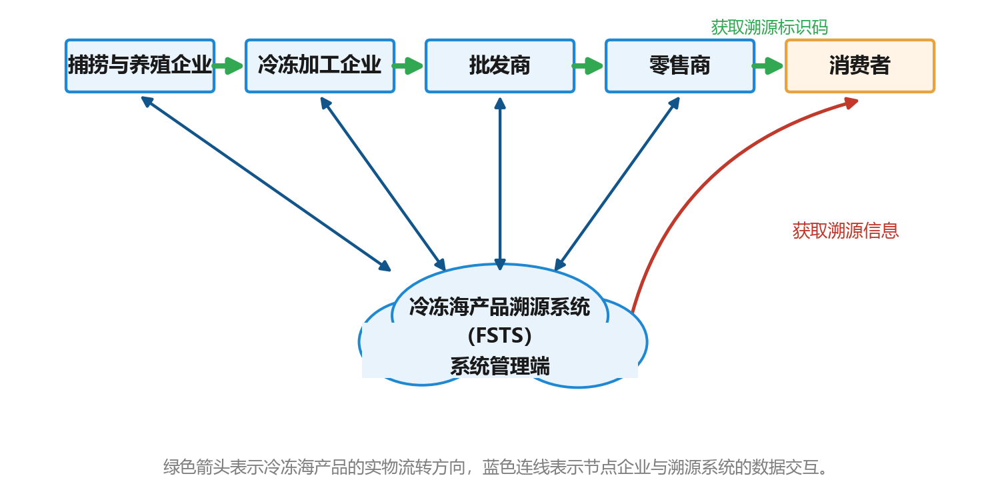 获取溯源标识码
捕捞与养殖企业
冷冻加工企业
批发商
零售商
消费者
获取溯源信息
冷冻海产品溯源系统
（FSTS）
系统管理端
绿色箭头表示冷冻海产品的实物流转方向，蓝色连线表示节点企业与溯源系统的数据交互。